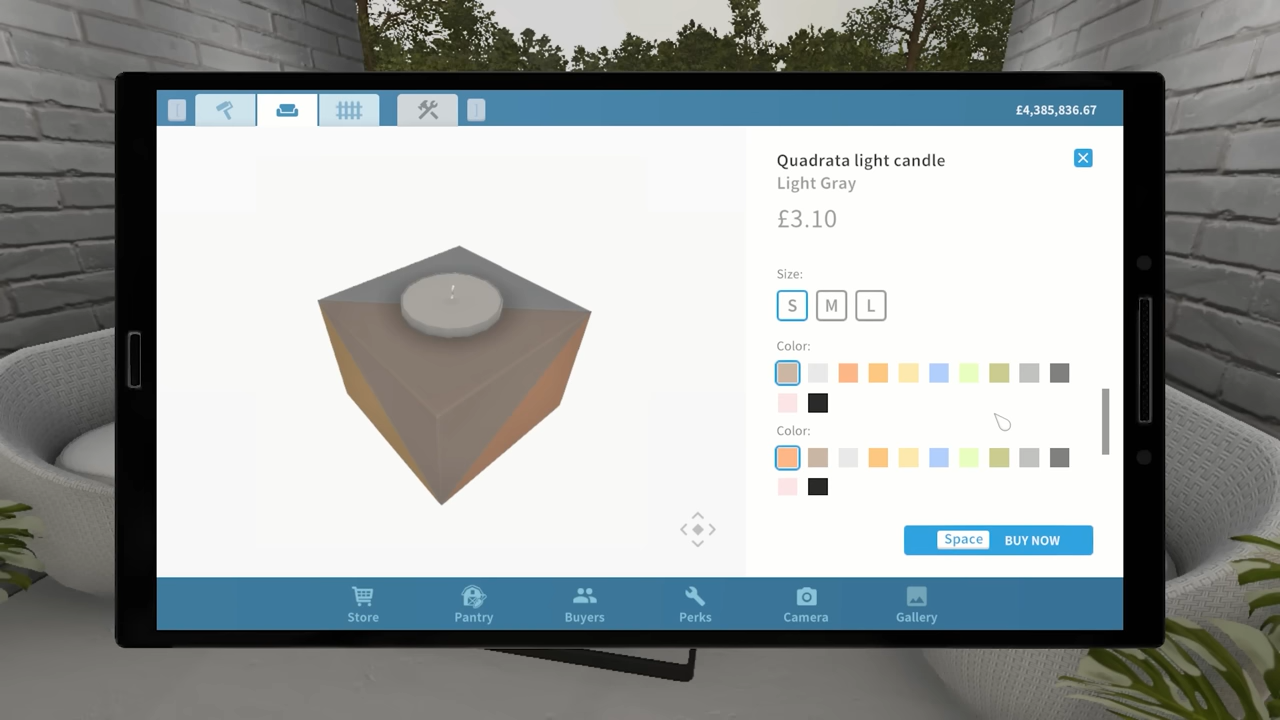 £4,385,836.67
Quadrata light candle
Light Gray
£3.10
Size:
S M L
Color:
Color:
Space BUY NOW
Store Pantry Buyers Perks Camera Gallery